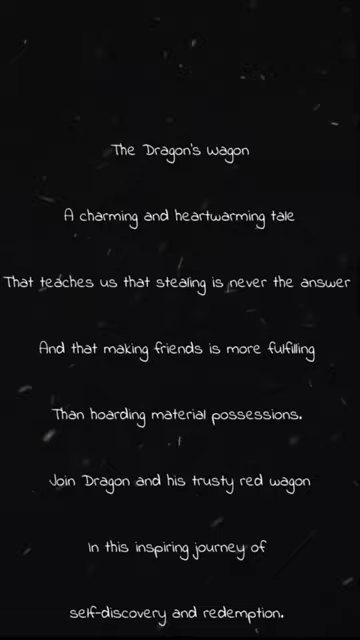 The Dragon's wagon
A charming and heartwarming tale
That teaches us that stealing is never the answer
And that making friends is more fulfilling
Than hoarding material possessions.
Join Dragon and his trusty red wagon
In this inspiring journey of
self-discovery and redemption.